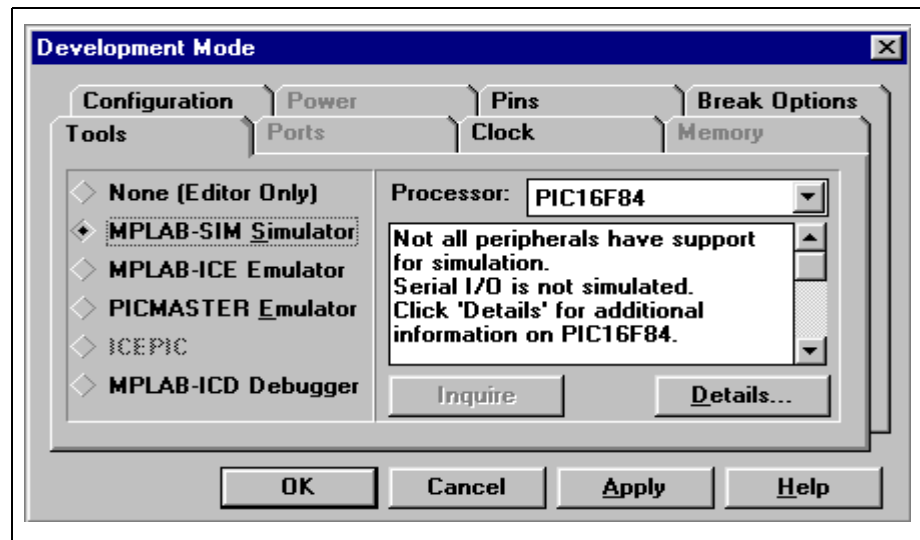 Development Mode
Configuration Power Pins Break Options
Tools Ports Clock Memory
None (Editor Only)
MPLAB-SIM Simulator
MPLAB-ICE Emulator
PICMASTER Emulator
ICEPIC
MPLAB-ICD Debugger
Processor: PIC16F84
Not all peripherals have support
for simulation.
Serial I/O is not simulated.
Click 'Details' for additional
information on PIC16F84.
Inquire Details...
OK Cancel Apply Help